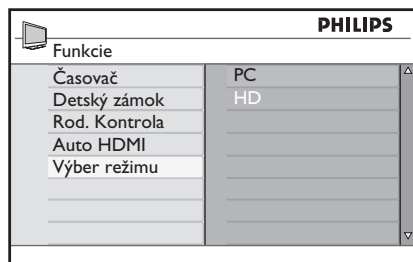 PHILIPS
Funkcie
Časovač
Detský zámok
Rod. Kontrola
Auto HDMI
Výber režimu
PC
HD